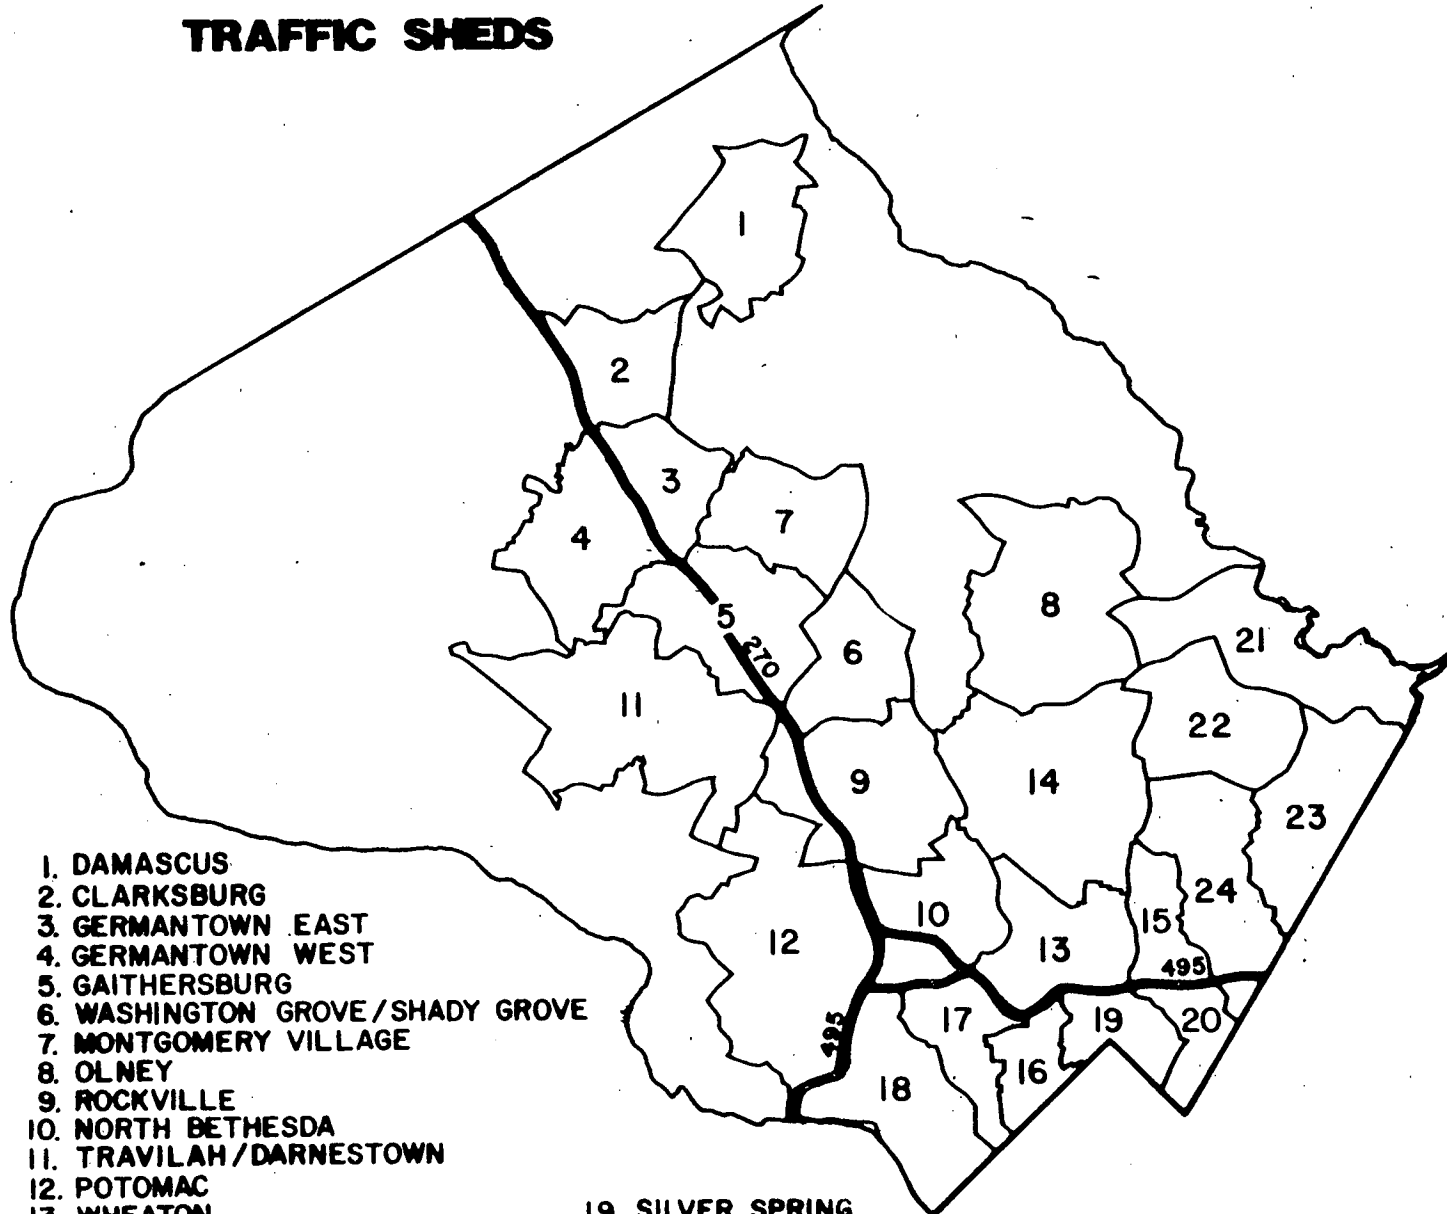 TRAFFIC SHEDS
1
2
3
7
4
8
5
21
6
270
11
22
9
14
23
24
10
15
12
13
495
17
19
20
495
16
18
1. DAMASCUS
2. CLARKSBURG
3. GERMANTOWN EAST
4. GERMANTOWN WEST
5. GAITHERSBURG
6. WASHINGTON GROVE/SHADY GROVE
7. MONTGOMERY VILLAGE
8. OLNEY
9. ROCKVILLE
10. NORTH BETHESDA
11. TRAVILAH/DARNESTOWN
12. POTOMAC
13. WHEATON
19. SILVER SPRING